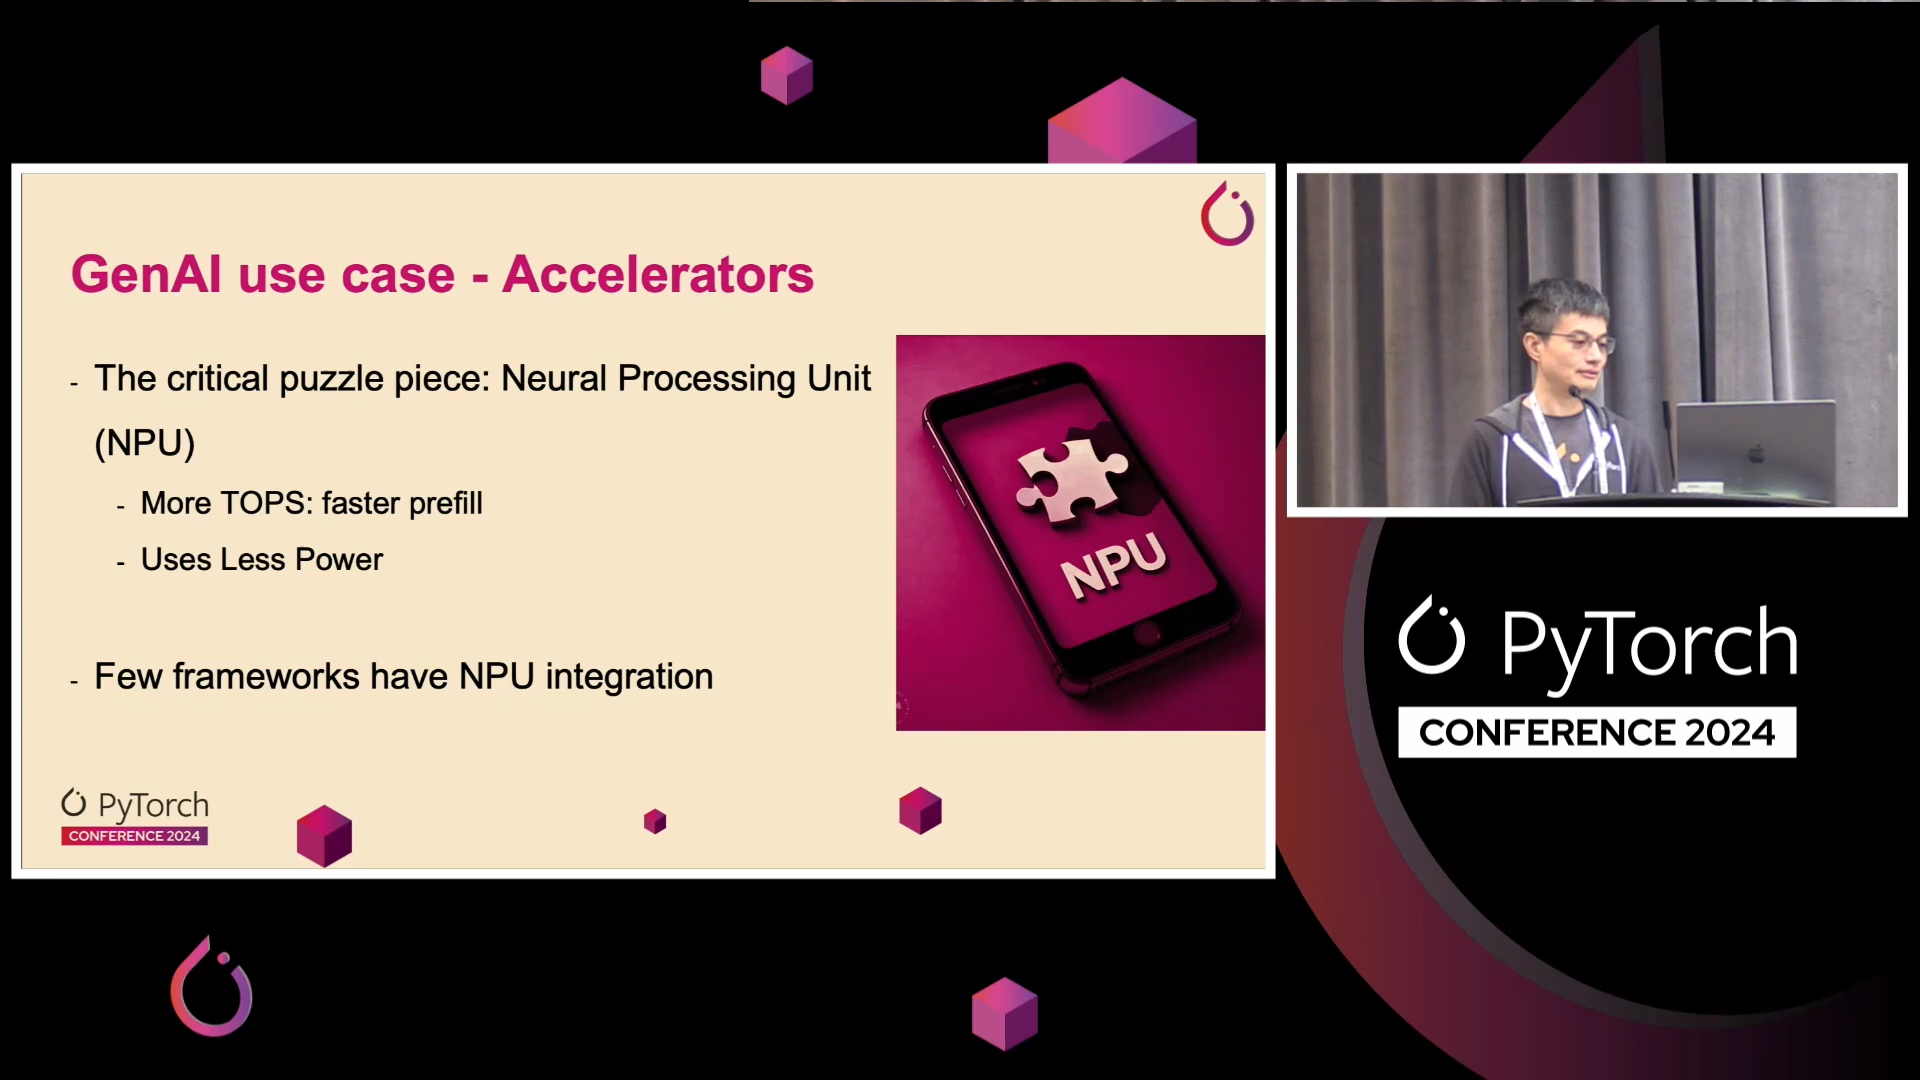 GenAI use case - Accelerators
- The critical puzzle piece: Neural Processing Unit
(NPU)
- More TOPS: faster prefill
- Uses Less Power
- Few frameworks have NPU integration
NPU
PyTorch
CONFERENCE 2024
PyTorch
CONFERENCE 2024